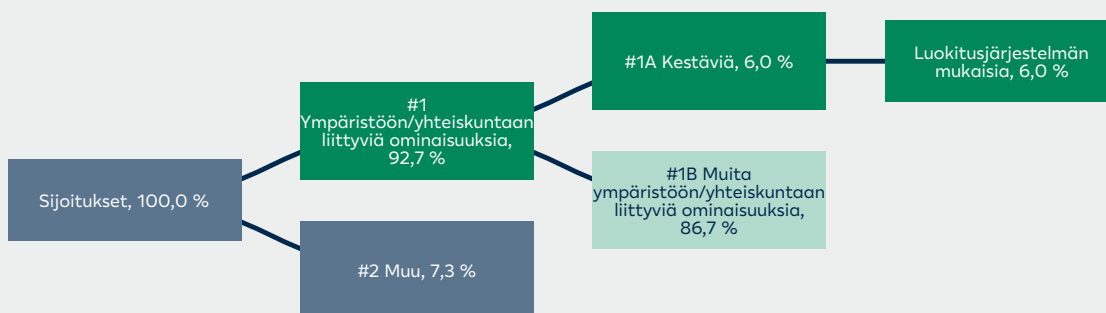 Sijoitukset, 100,0 %
#1
Ympäristöön/yhteiskuntaan
liittyviä ominaisuuksia,
92,7 %
#2 Muu, 7,3 %
#1A Kestäviä, 6,0 %
#1B Muita
ympäristöön/yhteiskuntaan
liittyviä ominaisuuksia,
86,7 %
Luokitusjärjestelmän
mukaisia, 6,0 %